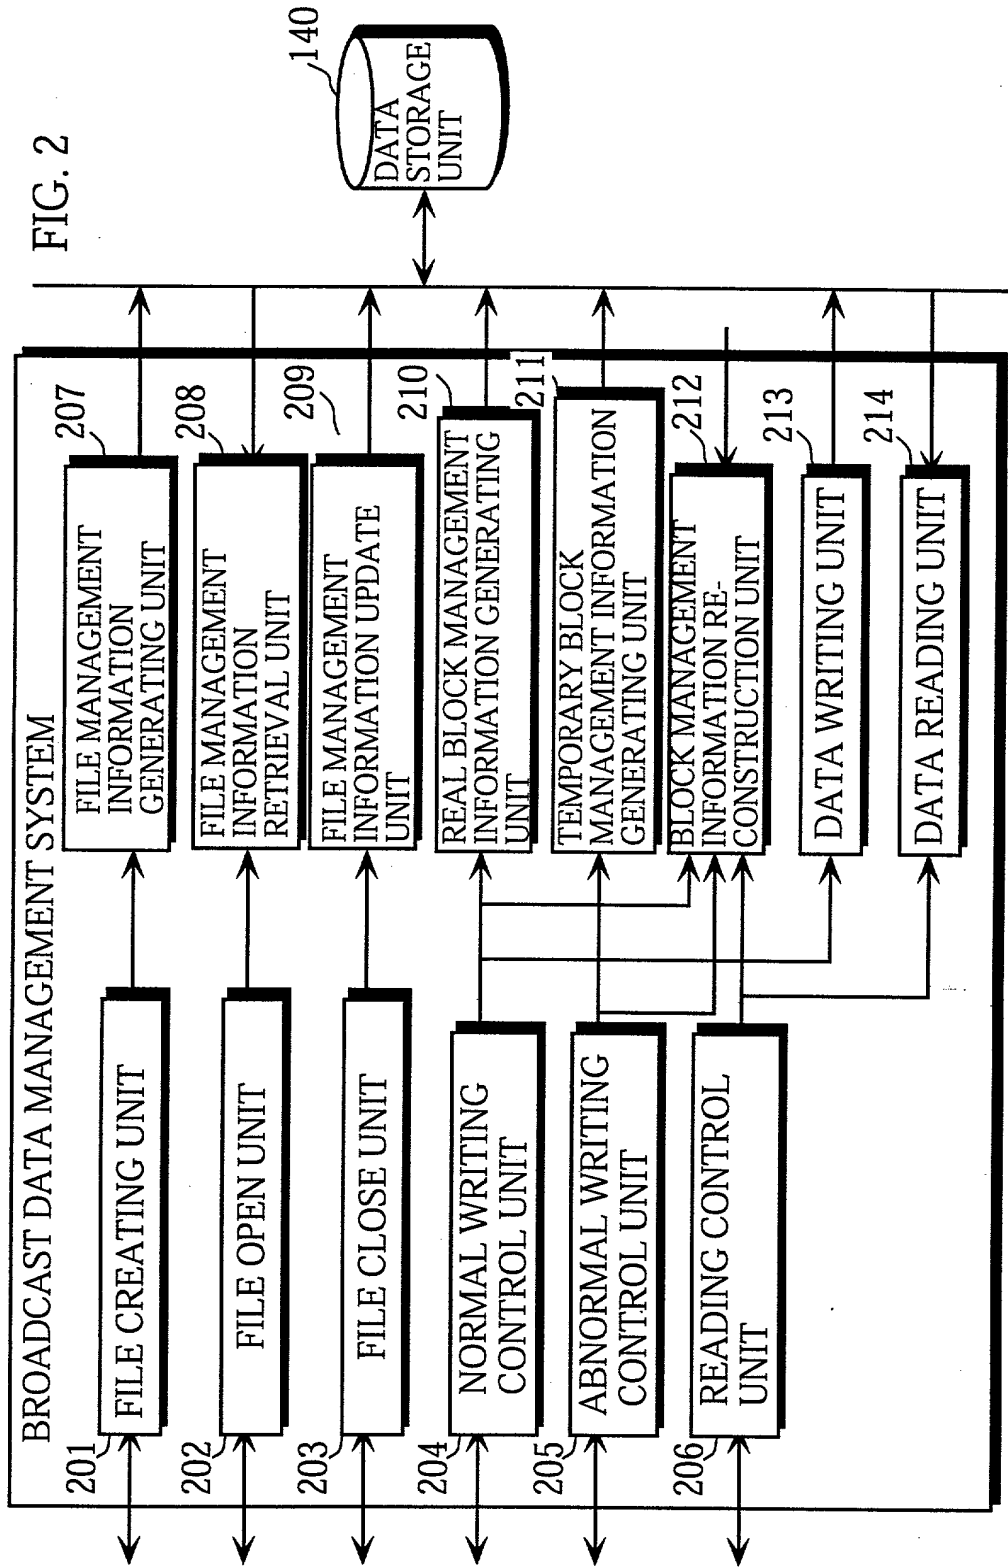 FIG. 2
BROADCAST DATA MANAGEMENT SYSTEM
201
FILE CREATING UNIT
202
FILE OPEN UNIT
203
FILE CLOSE UNIT
204
NORMAL WRITING
CONTROL UNIT
205
ABNORMAL WRITING
CONTROL UNIT
206
READING CONTROL
UNIT
207
FILE MANAGEMENT
INFORMATION
GENERATING UNIT
208
FILE MANAGEMENT
INFORMATION
RETRIEVAL UNIT
209
FILE MANAGEMENT
INFORMATION UPDATE
UNIT
210
REAL BLOCK MANAGEMENT
INFORMATION GENERATING
UNIT
211
TEMPORARY BLOCK
MANAGEMENT INFORMATION
GENERATING UNIT
212
BLOCK MANAGEMENT
INFORMATION RE-
CONSTRUCTION UNIT
213
DATA WRITING UNIT
214
DATA READING UNIT
140
DATA
STORAGE
UNIT